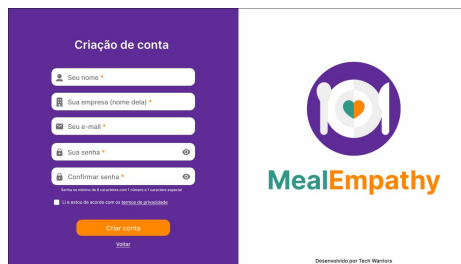 Criação de conta
Seu nome *
Sua empresa (nome dela) *
Seu e-mail *
Sua senha *
Confirmar senha *
Senha no mínimo de 8 caracteres com 1 número e 1 caractere especial
Li e estou de acordo com os termos de privacidade
Criar conta
Voltar
MealEmpathy
Desenvolvido por Tech Warriors